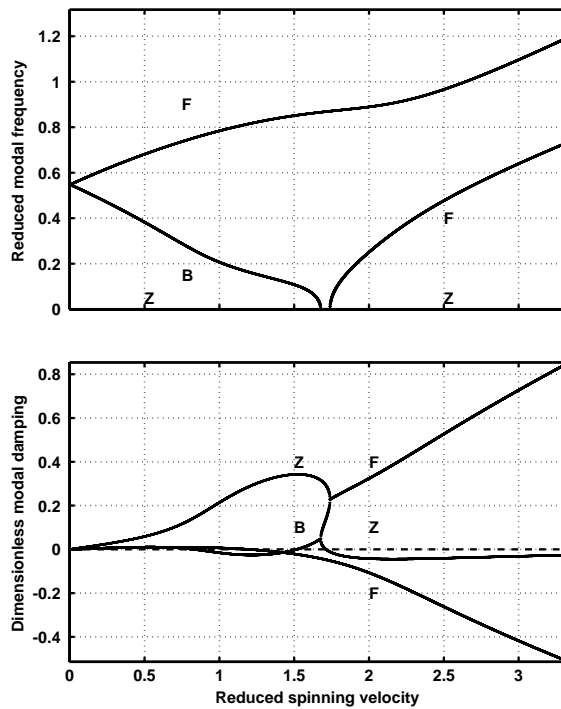 1.2
1
0.8
0.6
0.4
0.2
0
Reduced modal frequency
F
F
B
Z
Z
0.8
0.6
0.4
0.2
0
-0.2
-0.4
Dimensionless modal damping
Z
F
B
Z
F
0
0.5
1
1.5
2
2.5
3
Reduced spinning velocity